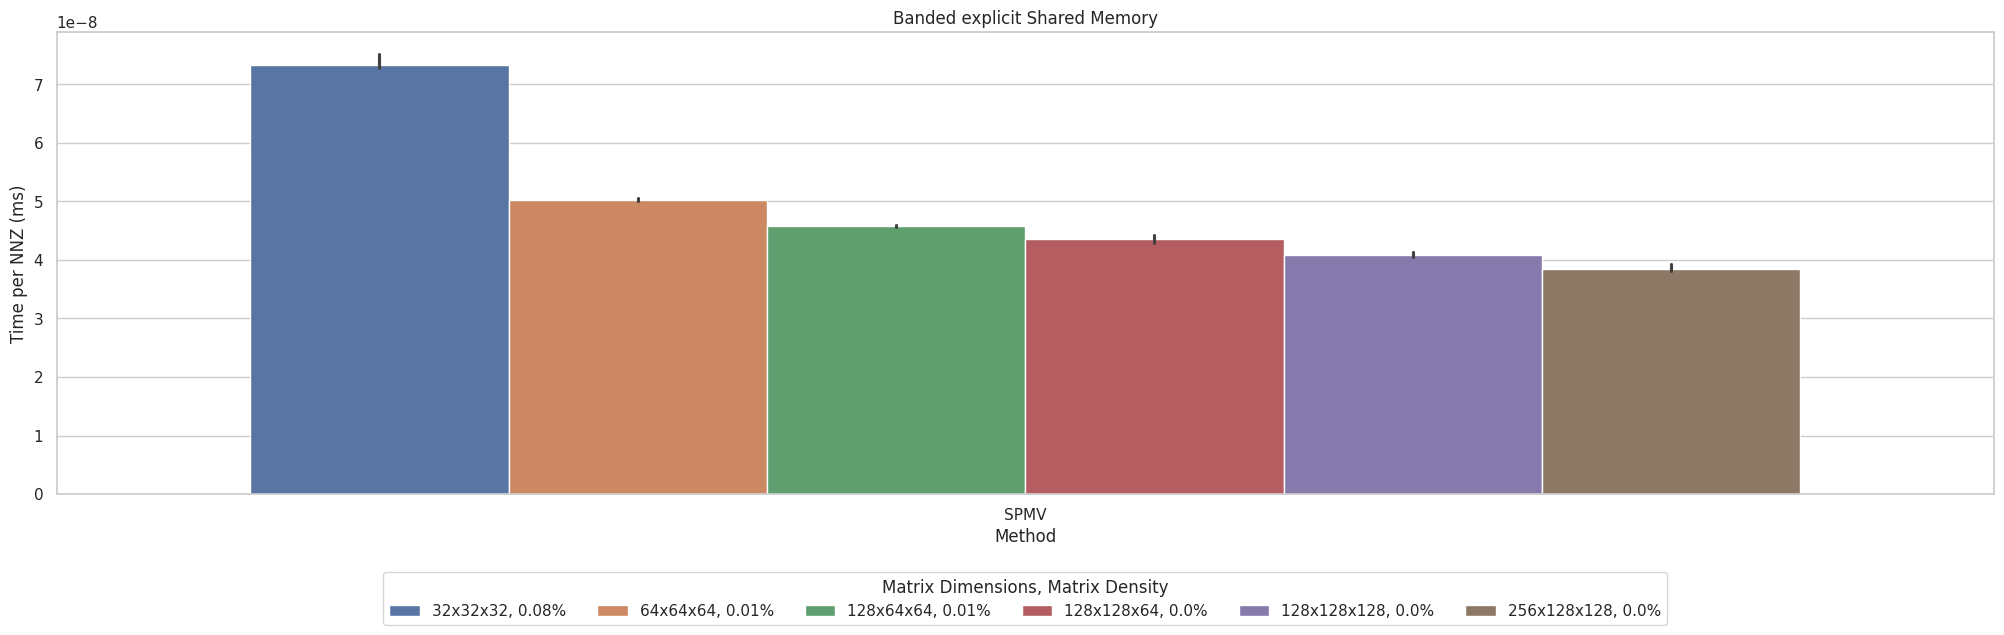 Banded explicit Shared Memory
1e−8
7
6
5
4
3
2
1
0
Time per NNZ (ms)
SPMV
Method
Matrix Dimensions, Matrix Density
32x32x32, 0.08% 64x64x64, 0.01% 128x64x64, 0.01% 128x128x64, 0.0% 128x128x128, 0.0% 256x128x128, 0.0%